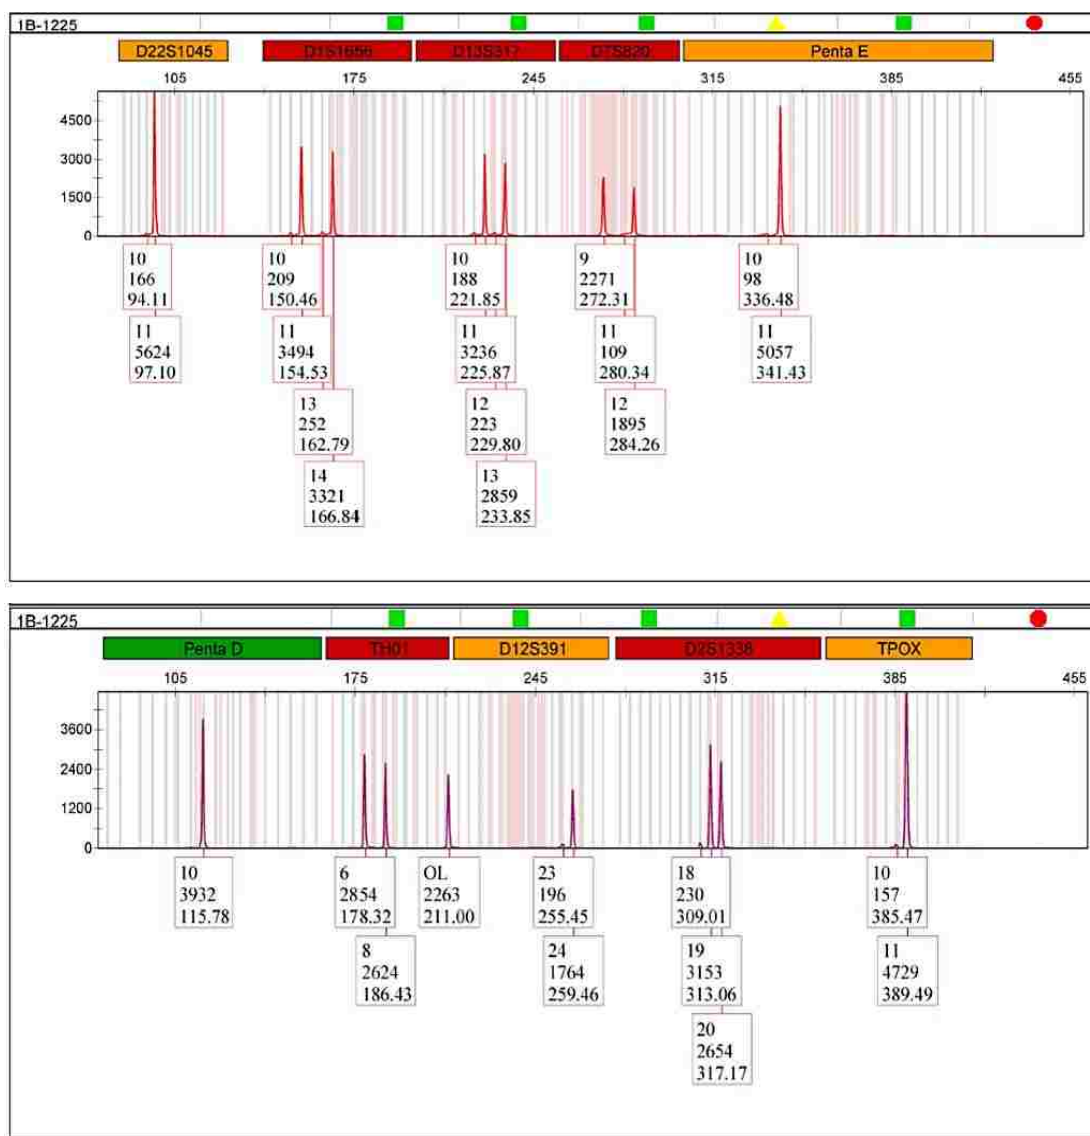 1B-1225
D22S1045 D1S1656 D13S317 D7S820 Penta E
105 175 245 315 385 455
4500
3000
1500
0
10 10 10 9 10
166 209 188 2271 98
94.11 150.46 221.85 272.31 336.48
11 11 11 11 11
5624 3494 3236 109 5057
97.10 154.53 225.87 280.34 341.43
13 12 12
252 223 1895
162.79 229.80 284.26
14 13
3321 2859
166.84 233.85
1B-1225
Penta D TH01 D12S391 D2S1338 TPOX
105 175 245 315 385 455
3600
2400
1200
0
10 6 OL 23 18 10
3932 2854 2263 196 230 157
115.78 178.32 211.00 255.45 309.01 385.47
8 24 19 11
2624 1764 3153 4729
186.43 259.46 313.06 389.49
20
2654
317.17